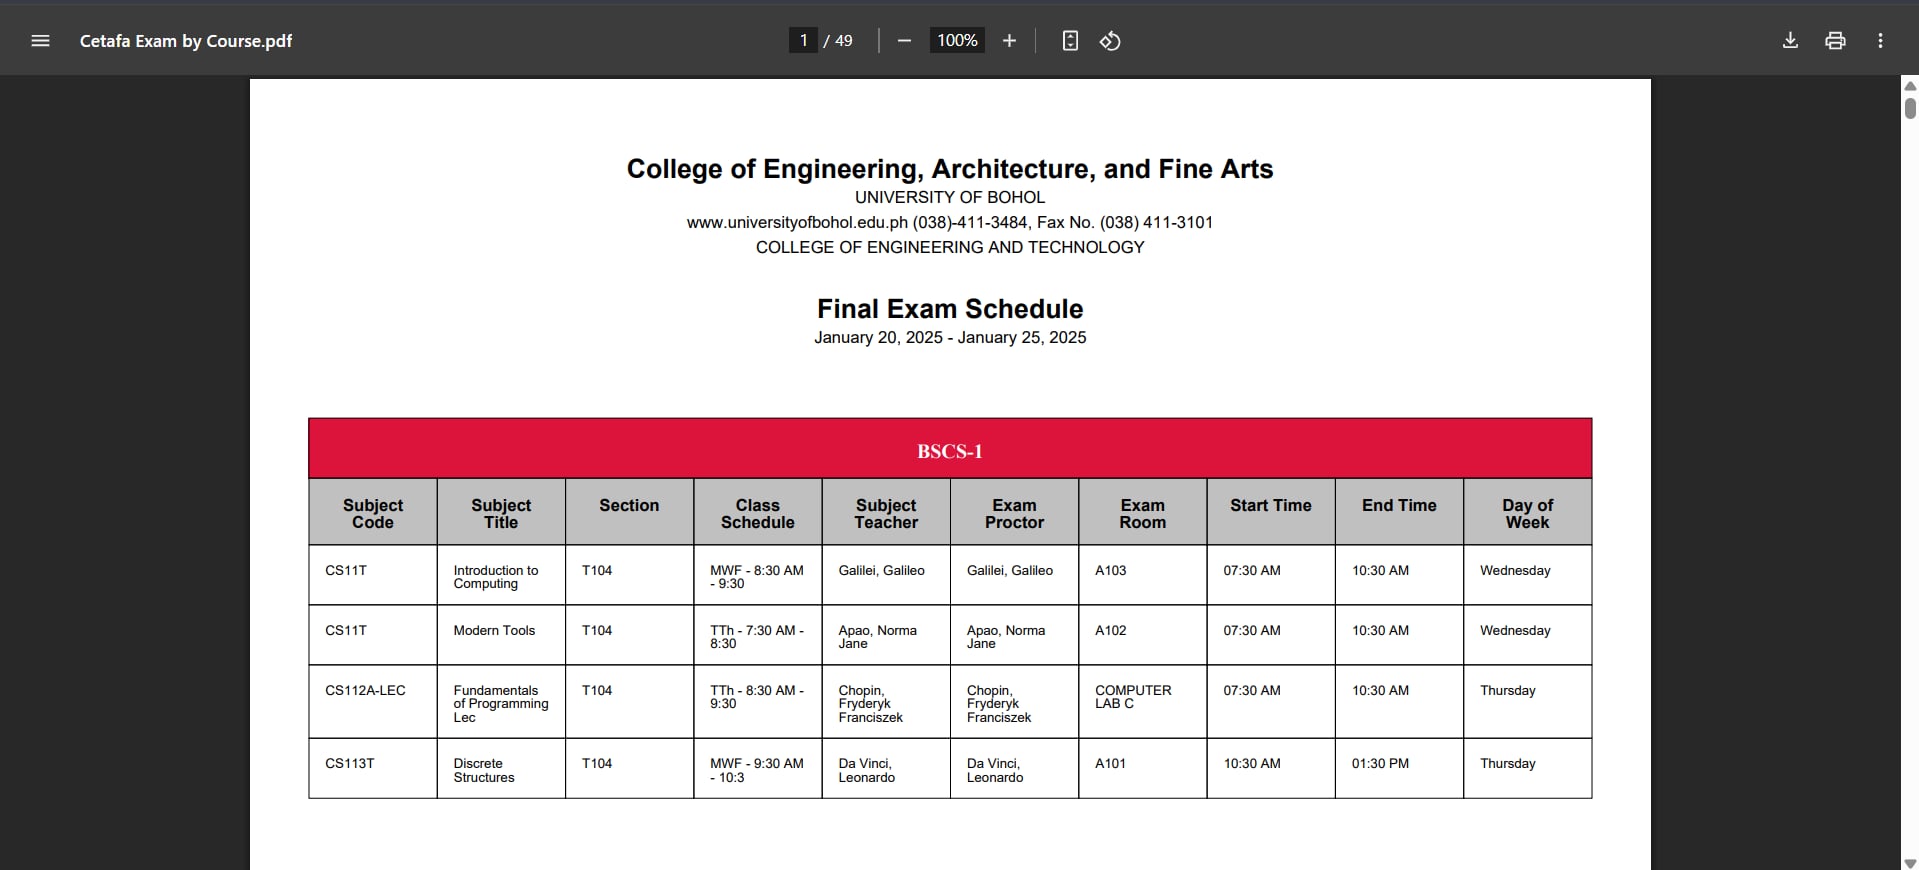 Cetafa Exam by Course.pdf
1 / 49
100%
College of Engineering, Architecture, and Fine Arts
UNIVERSITY OF BOHOL
www.universityofbohol.edu.ph (038)-411-3484, Fax No. (038) 411-3101
COLLEGE OF ENGINEERING AND TECHNOLOGY
Final Exam Schedule
January 20, 2025 - January 25, 2025
BSCS-1
Subject Code
Subject Title
Section
Class Schedule
Subject Teacher
Exam Proctor
Exam Room
Start Time
End Time
Day of Week
CS11T
Introduction to
Computing
T104
MWF - 8:30 AM
- 9:30
Galilei, Galileo
Galilei, Galileo
A103
07:30 AM
10:30 AM
Wednesday
CS11T
Modern Tools
T104
TTh - 7:30 AM -
8:30
Apao, Norma
Jane
Apao, Norma
Jane
A102
07:30 AM
10:30 AM
Wednesday
CS112A-LEC
Fundamentals
of Programming
Lec
T104
TTh - 8:30 AM -
9:30
Chopin,
Fryderyk
Franciszek
Chopin,
Fryderyk
Franciszek
COMPUTER
LAB C
07:30 AM
10:30 AM
Thursday
CS113T
Discrete
Structures
T104
MWF - 9:30 AM
- 10:3
Da Vinci,
Leonardo
Da Vinci,
Leonardo
A101
10:30 AM
01:30 PM
Thursday